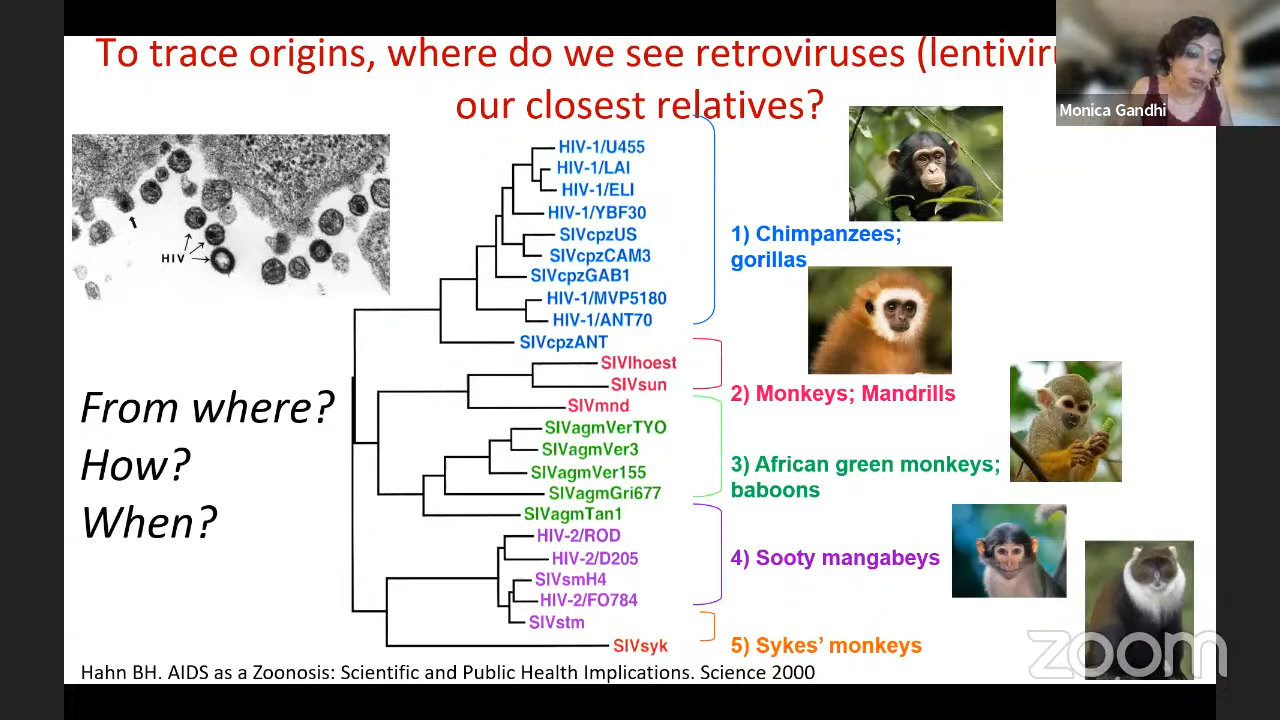 To trace origins, where do we see retroviruses
our closest relatives?
Monica Gandhi
HIV
HIV-1/U455
HIV-1/LAI
HIV-1/ELI
HIV-1/YBF30
SIVcpzUS
SIVcpzCAM3
SIVcpzGAB1
HIV-1/MVP5180
HIV-1/ANT70
SIVcpzANT
SIVlhoest
SIVsun
SIVmnd
SIVagmVerTYO
SIVagmVer3
SIVagmVer155
SIVagmGri677
SIVagmTan1
HIV-2/ROD
HIV-2/D205
SIVsmH4
HIV-2/FO784
SIVstm
SIVsyk
1) Chimpanzees;
gorillas
2) Monkeys; Mandrills
3) African green monkeys;
baboons
4) Sooty mangabeys
5) Sykes’ monkeys
From where?
How?
When?
Hahn BH. AIDS as a Zoonosis: Scientific and Public Health Implications. Science 2000
zoom